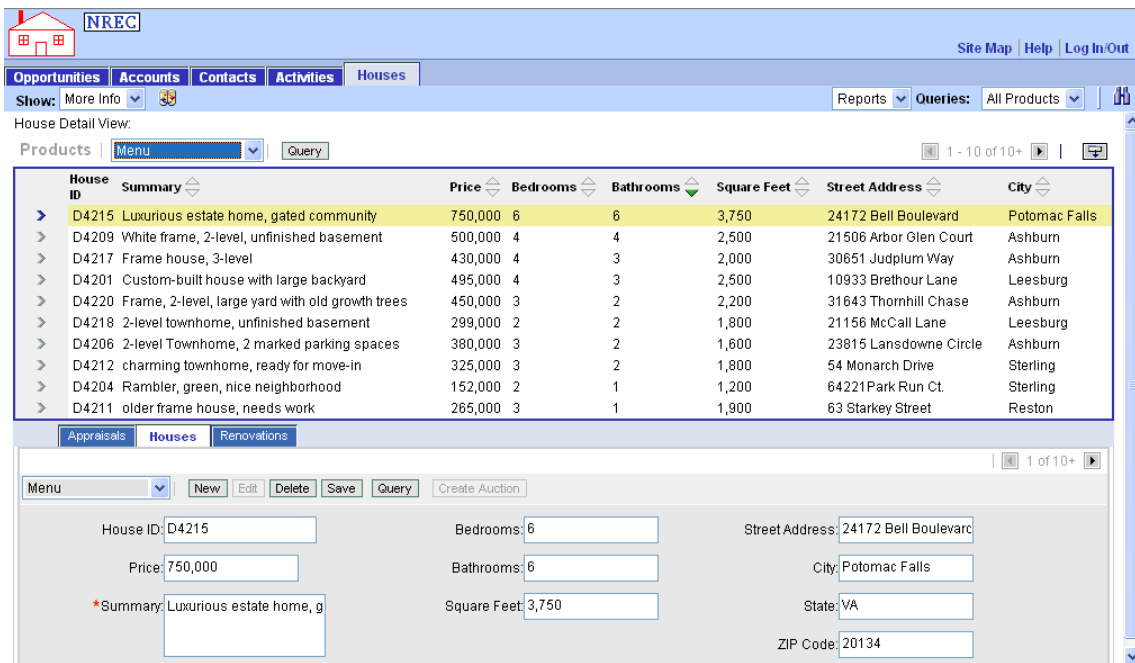 NREC
Site Map | Help | Log In/Out
Opportunities Accounts Contacts Activities Houses
Show: More Info Reports Queries: All Products
House Detail View:
Products | Menu Query 1 - 10 of 10+
House ID Summary Price Bedrooms Bathrooms Square Feet Street Address City
D4215 Luxurious estate home, gated community 750,000 6 6 3,750 24172 Bell Boulevard Potomac Falls
D4209 White frame, 2-level, unfinished basement 500,000 4 4 2,500 21506 Arbor Glen Court Ashburn
D4217 Frame house, 3-level 430,000 4 3 2,000 30651 Judplum Way Ashburn
D4201 Custom-built house with large backyard 495,000 4 3 2,500 10933 Brethour Lane Leesburg
D4220 Frame, 2-level, large yard with old growth trees 450,000 3 2 2,200 31643 Thornhill Chase Ashburn
D4218 2-level townhome, unfinished basement 299,000 2 2 1,800 21156 McCall Lane Leesburg
D4206 2-level Townhome, 2 marked parking spaces 380,000 3 2 1,600 23815 Lansdowne Circle Ashburn
D4212 charming townhome, ready for move-in 325,000 3 2 1,800 54 Monarch Drive Sterling
D4204 Rambler, green, nice neighborhood 152,000 2 1 1,200 64221Park Run Ct. Sterling
D4211 older frame house, needs work 265,000 3 1 1,900 63 Starkey Street Reston
Appraisals Houses Renovations
1 of 10+
Menu New Edit Delete Save Query Create Auction
House ID: D4215 Bedrooms: 6 Street Address: 24172 Bell Boulevard
Price: 750,000 Bathrooms: 6 City: Potomac Falls
*Summary: Luxurious estate home, g Square Feet: 3,750 State: VA
ZIP Code: 20134